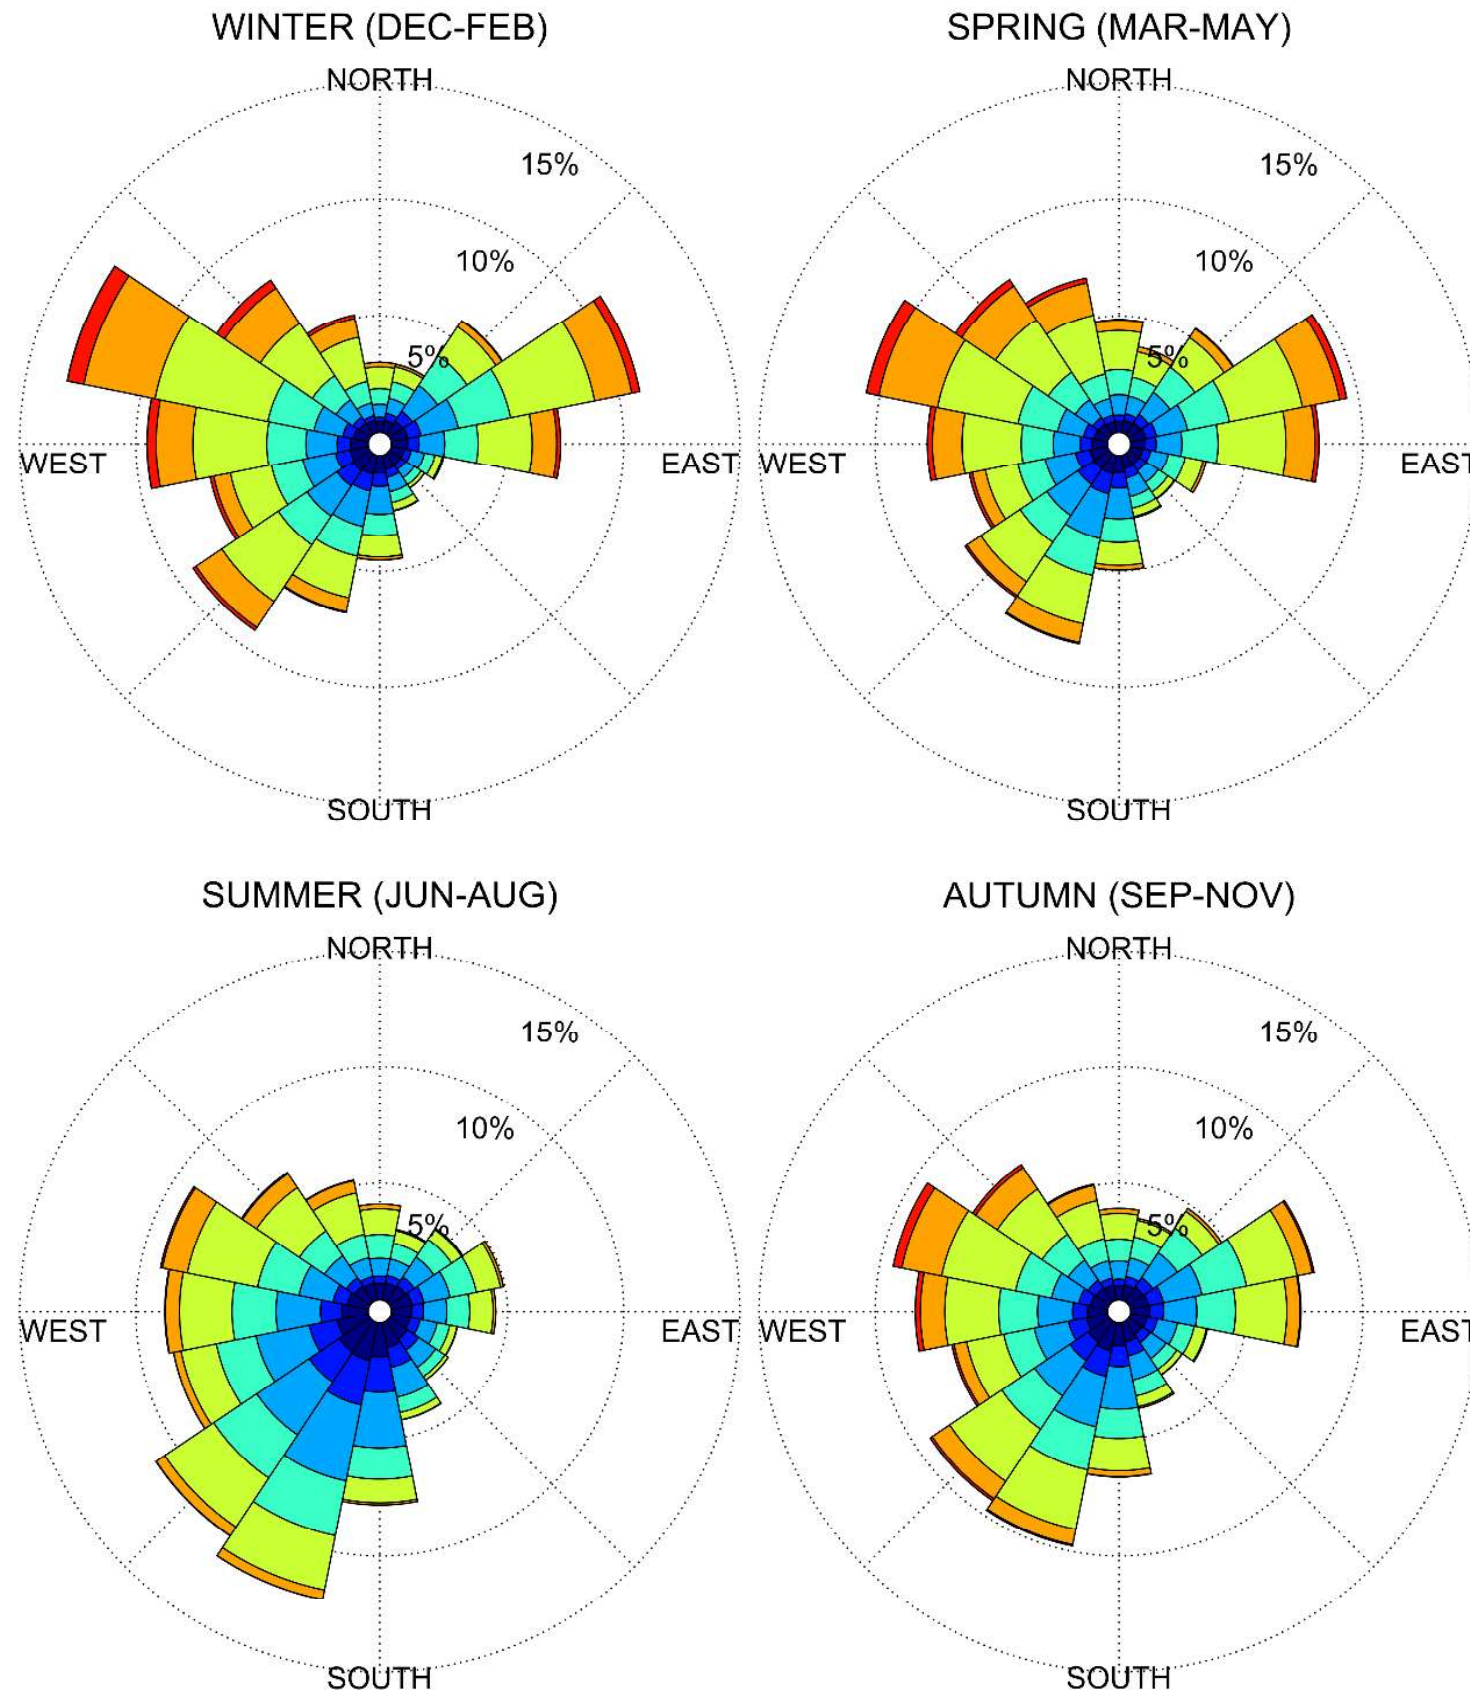 WINTER (DEC-FEB)
SPRING (MAR-MAY)
NORTH
NORTH
15%
15%
10%
10%
5%
5%
WEST
EAST
WEST
EAST
SOUTH
SOUTH
SUMMER (JUN-AUG)
AUTUMN (SEP-NOV)
NORTH
NORTH
15%
15%
10%
10%
5%
5%
WEST
EAST
WEST
EAST
SOUTH
SOUTH